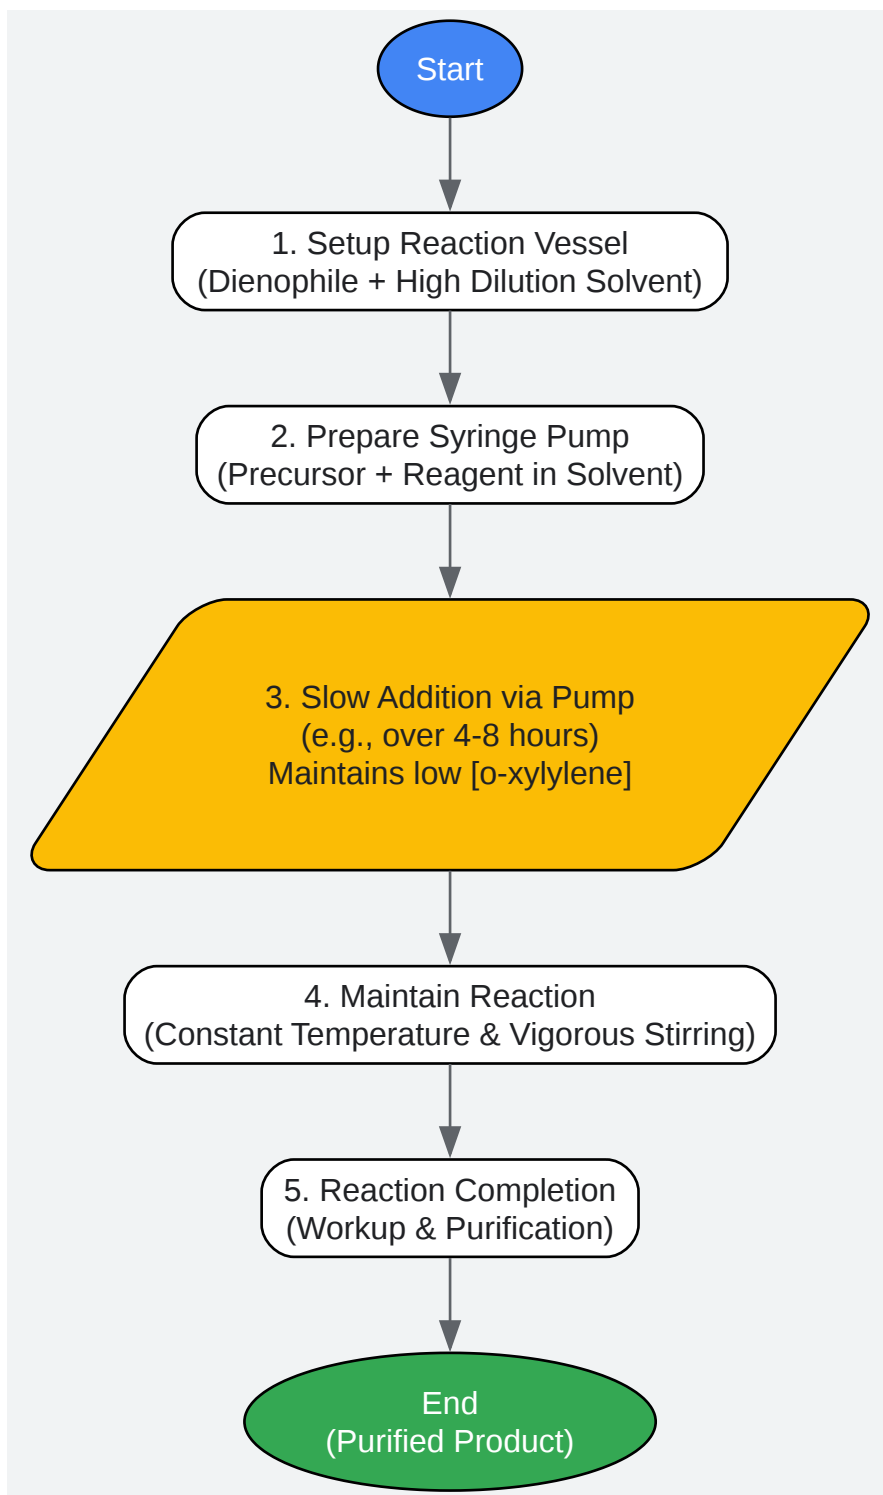 Start
1. Setup Reaction Vessel
(Dienophile + High Dilution Solvent)
2. Prepare Syringe Pump
(Precursor + Reagent in Solvent)
3. Slow Addition via Pump
(e.g., over 4-8 hours)
Maintains low [o-xylylene]
4. Maintain Reaction
(Constant Temperature & Vigorous Stirring)
5. Reaction Completion
(Workup & Purification)
End
(Purified Product)